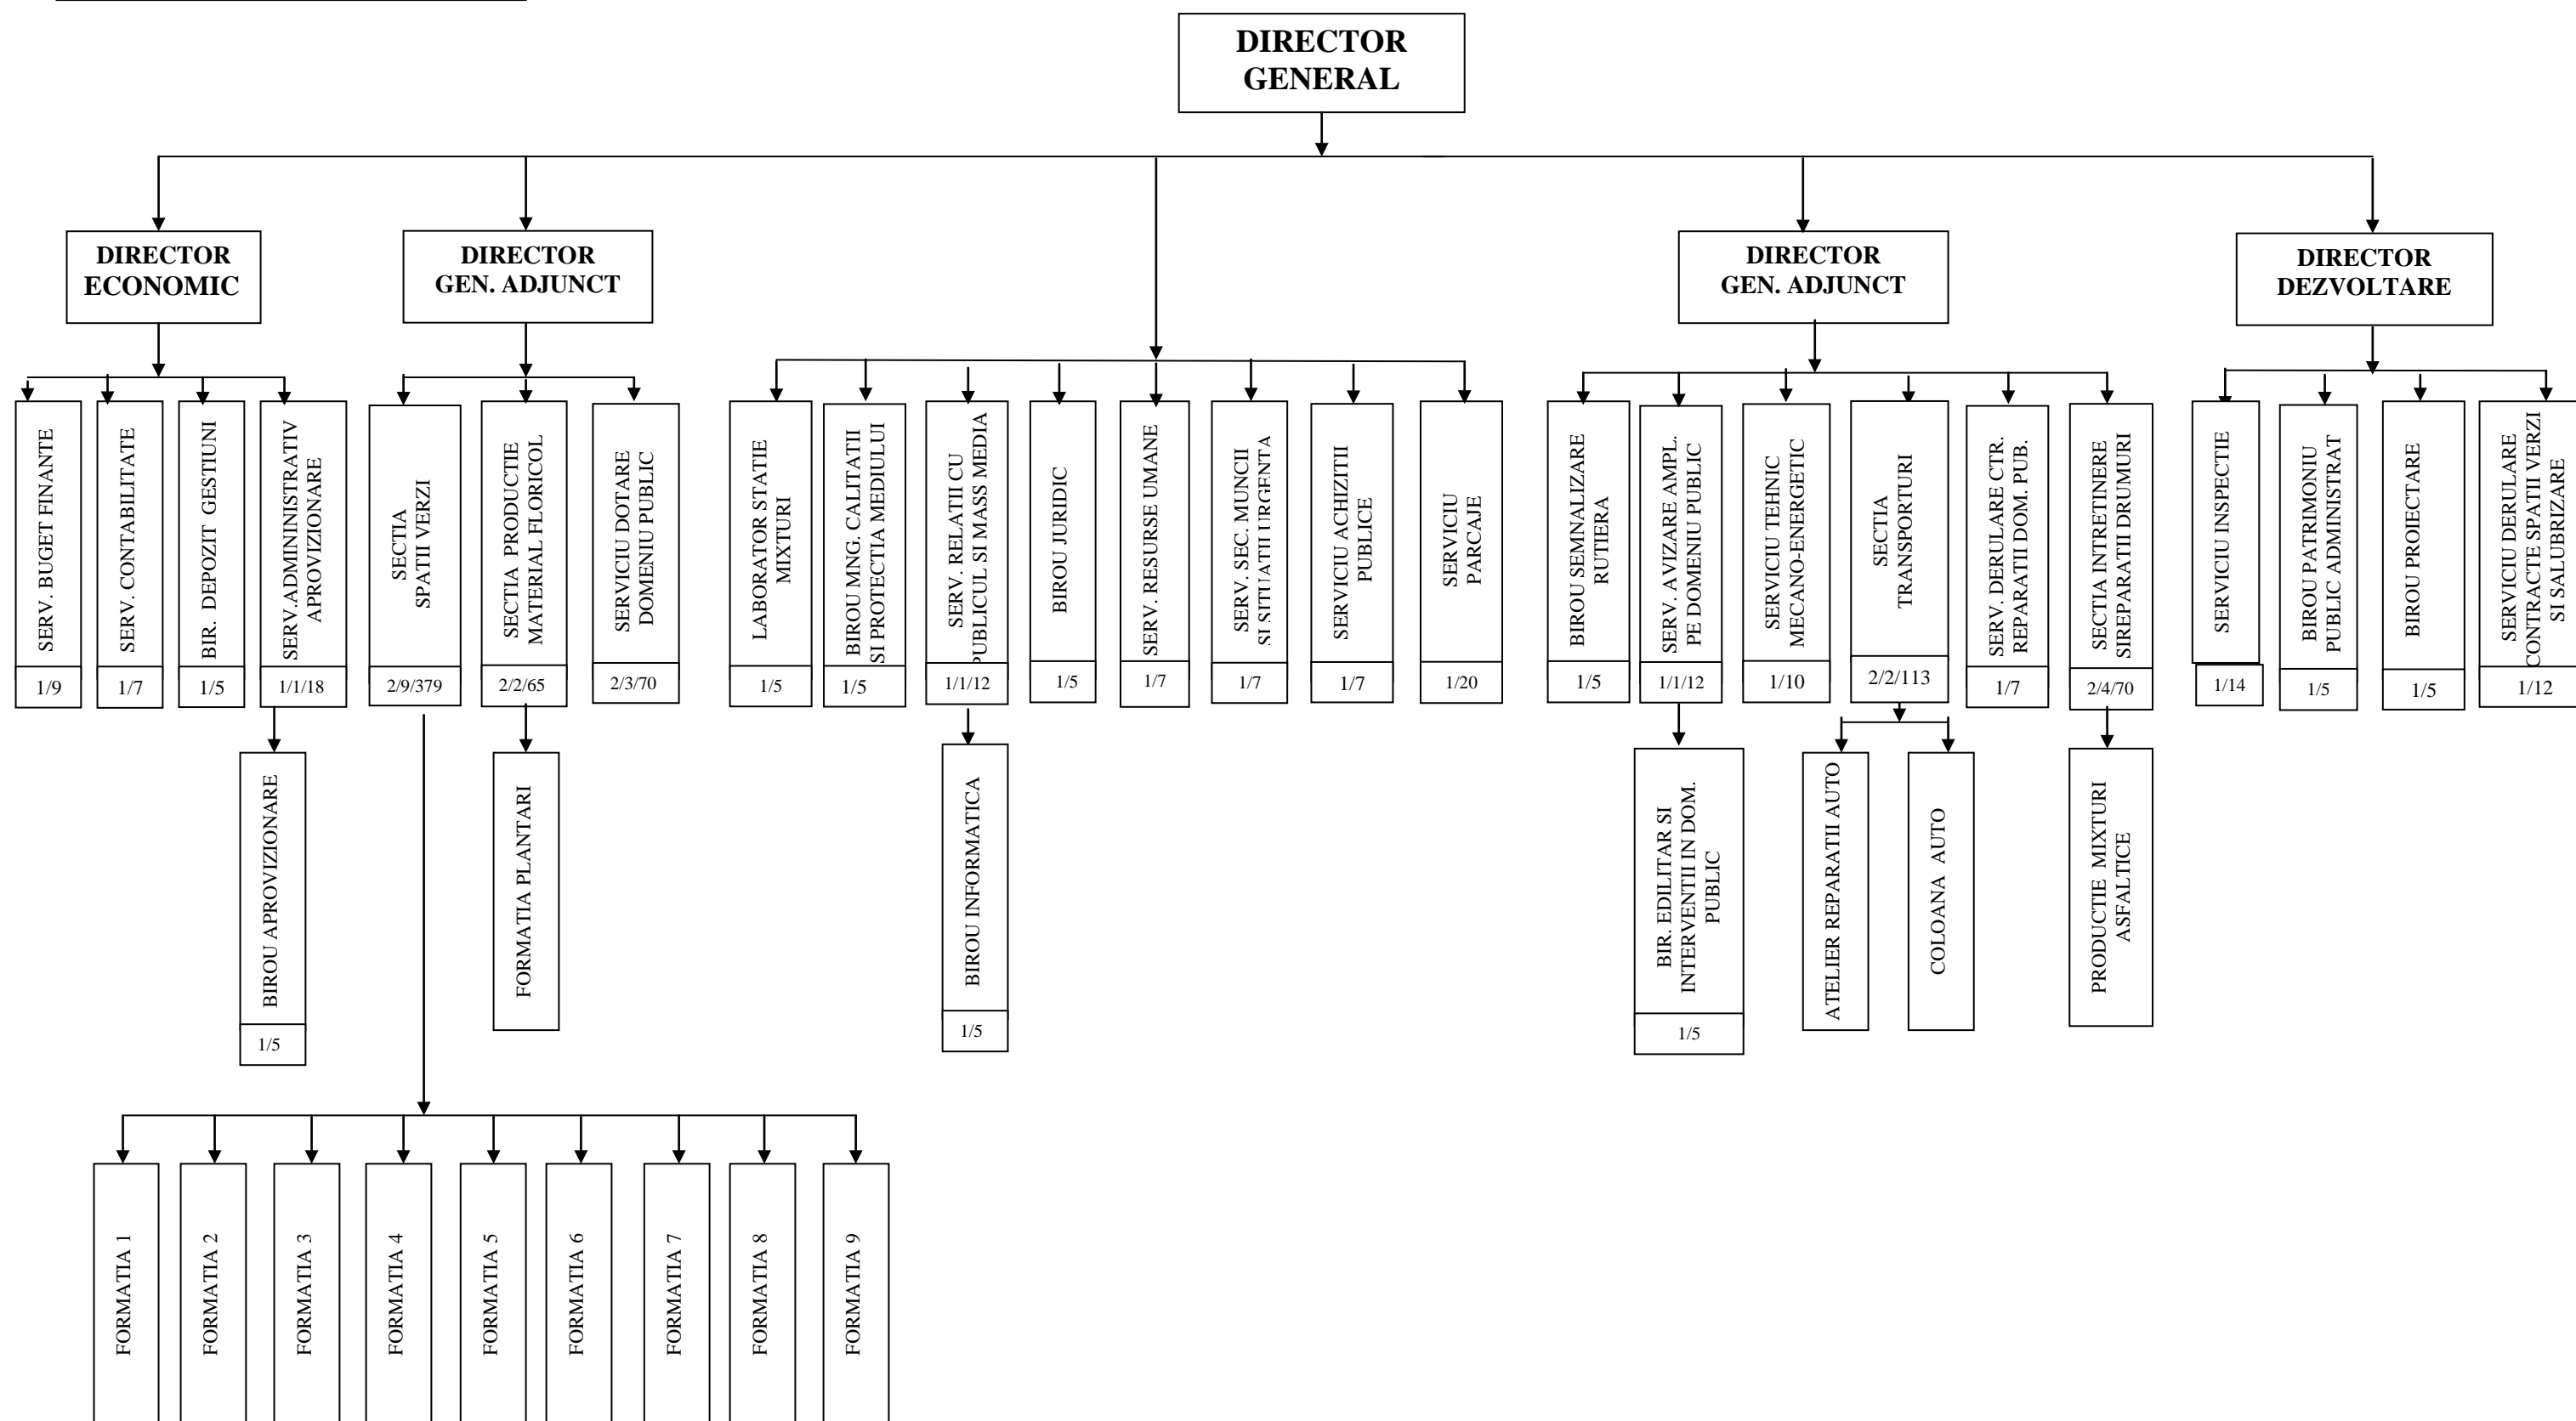 DIRECTOR
GENERAL
DIRECTOR
ECONOMIC
DIRECTOR
GEN. ADJUNCT
DIRECTOR
GEN. ADJUNCT
DIRECTOR
DEZVOLTARE
SERV. BUGET FINANTE
1/9
SERV. CONTABILITATE
1/7
BIR. DEPOZIT GESTIUNI
1/5
SERV.ADMININISTRATIV
APROVIZIONARE
1/1/18
SECTIA
SPATII VERZI
2/9/379
SECTIA PRODUCTIE
MATERIAL FLORICOL
2/2/65
SERVICIU DOTARE
DOMENIU PUBLIC
2/3/70
LABORATOR STATIE
MIXTURI
1/5
BIROU MNG. CALITATII
SI PROTECTIA MEDIULUI
1/5
SERV. RELATII CU
PUBLICUL SI MASS MEDIA
1/1/12
BIROU JURIDIC
1/5
SERV. RESURSE UMANE
1/7
SERV. SEC. MUNCII
SI SITUATII URGENTA
1/7
SERVICIU ACHIZITII
PUBLICE
1/7
SERVICIU
PARCAJE
1/20
BIROU SEMNALIZARE
RUTIERA
1/5
SERV. AVIZARE AMPL.
PE DOMENIU PUBLIC
1/1/12
SERVICIU TEHNIC
MECANO-ENERGETIC
1/10
SECTIA
TRANSPORTURI
2/2/113
SERV. DERULARE CTR.
REPARATII DOM. PUB.
1/7
SECTIA INTRETINERE
SIREPARATII DRUMURI
2/4/70
SERVICIU INSPECTIE
1/14
BIROU PATRIMONIU
PUBLIC ADMINISTRAT
1/5
BIROU PROIECTARE
1/5
SERVICIU DERULARE
CONTRACTE SPATII VERZI
SI SALUBRIZARE
1/12
BIROU APROVIZIONARE
1/5
FORMATIA PLANTARI
BIROU INFORMATICA
1/5
BIR. EDILITAR SI
INTERVENTII IN DOM.
PUBLIC
1/5
ATELIER REPARATII AUTO
COLOANA AUTO
PRODUCTIE MIXTURI
ASFALTICE
FORMATIA 1
FORMATIA 2
FORMATIA 3
FORMATIA 4
FORMATIA 5
FORMATIA 6
FORMATIA 7
FORMATIA 8
FORMATIA 9